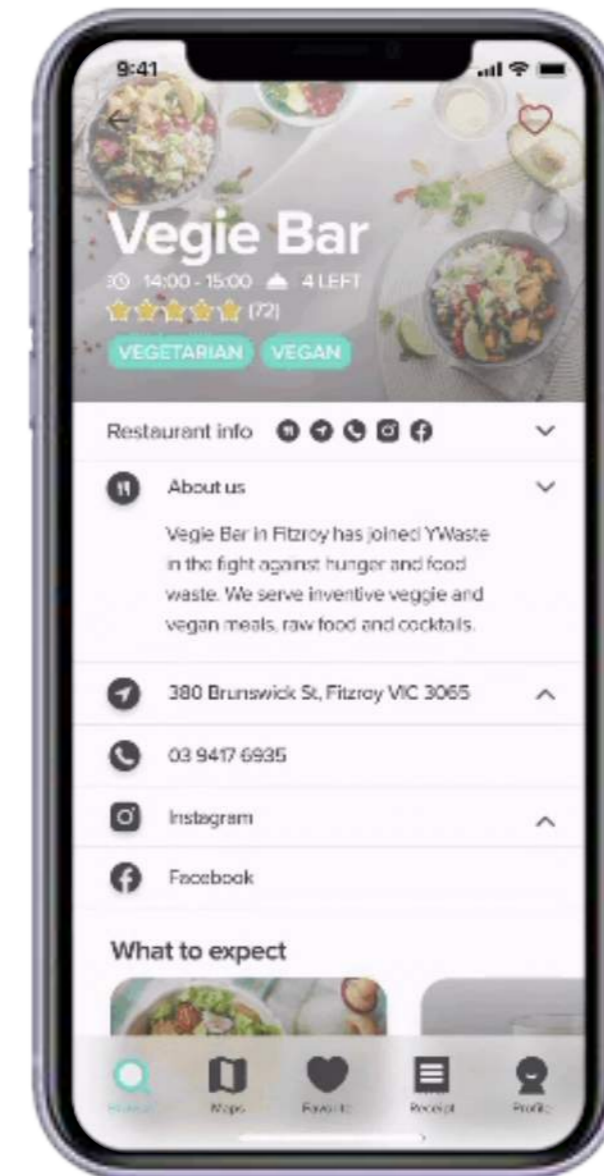 9:41
Vegie Bar
14:00 - 15:00 4 LEFT
(72)
VEGETARIAN VEGAN
Restaurant info
About us
Vegie Bar in Fitzroy has joined YWaste
in the fight against hunger and food
waste. We serve inventive veggie and
vegan meals, raw food and cocktails.
380 Brunswick St, Fitzroy VIC 3065
03 9417 6935
Instagram
Facebook
What to expect
Maps Favorite Receipt Profile